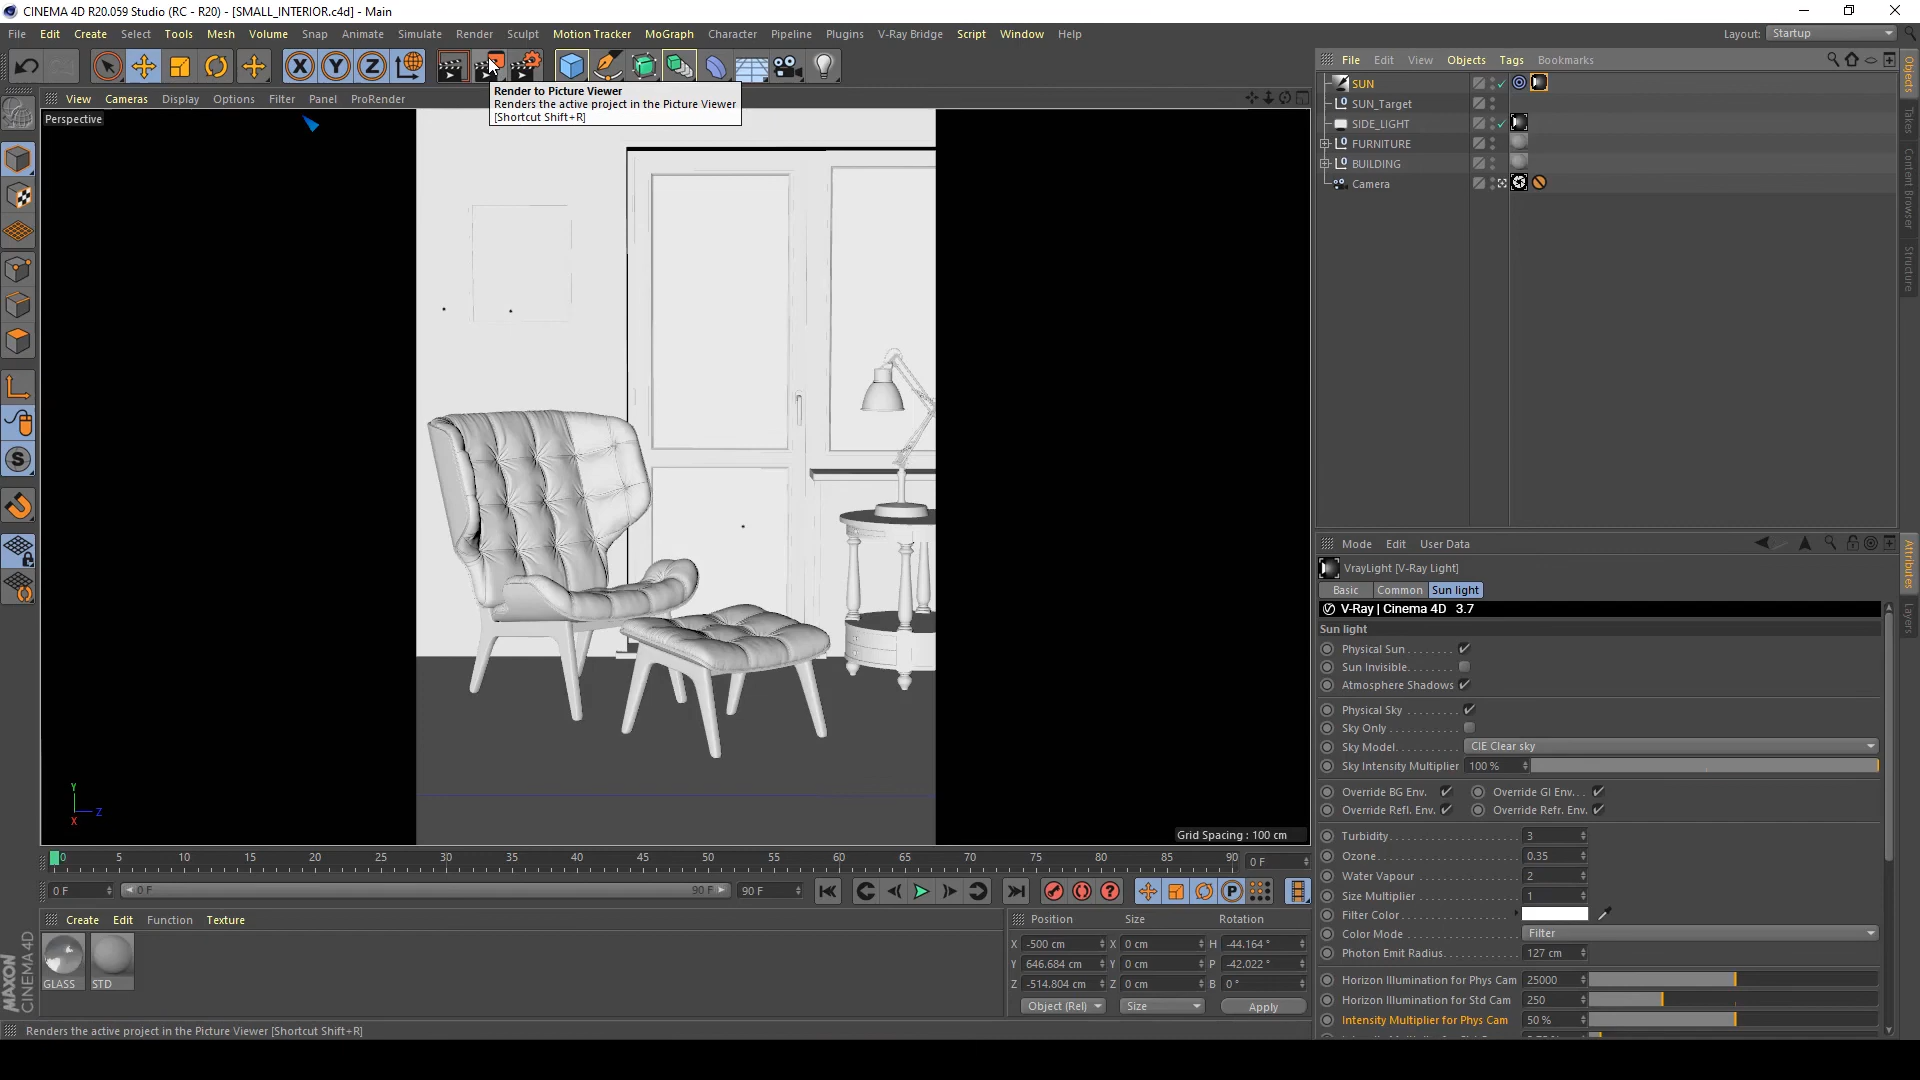 CINEMA 4D R20.059 Studio (RC - R20) - [SMALL_INTERIOR.c4d] - Main
File Edit Create Select Tools Mesh Volume Snap Animate Simulate Render Sculpt Motion Tracker MoGraph Character Pipeline Plugins V-Ray Bridge Script Window Help
Layout: Startup
View Cameras Display Options Filter Panel ProRender
Render to Picture Viewer
Renders the active project in the Picture Viewer
[Shortcut Shift+R]
Perspective
Grid Spacing : 100 cm
Y
Z
X
File Edit View Objects Tags Bookmarks
SUN
SUN_Target
SIDE_LIGHT
FURNITURE
BUILDING
Camera
Objects
Takes
Content Browser
Structure
Mode Edit User Data
VrayLight [V-Ray Light]
Basic Common Sun light
V-Ray | Cinema 4D 3.7
Sun light
Physical Sun
Sun Invisible
Atmosphere Shadows
Physical Sky
Sky Only
Sky Model CIE Clear sky
Sky Intensity Multiplier 100 %
Override BG Env. Override GI Env.
Override Refl. Env. Override Refr. Env.
Turbidity 3
Ozone 0.35
Water Vapour 2
Size Multiplier 1
Filter Color
Color Mode Filter
Photon Emit Radius 127 cm
Horizon Illumination for Phys Cam 25000
Horizon Illumination for Std Cam 250
Intensity Multiplier for Phys Cam 50 %
Attributes
Layers
0 5 10 15 20 25 30 35 40 45 50 55 60 65 70 75 80 85 90 0 F
0 F 0 F 90 F 90 F
Create Edit Function Texture
GLASS STD
MAXON
CINEMA 4D
Position Size Rotation
X -500 cm X 0 cm H -44.164 °
Y 646.684 cm Y 0 cm P -42.022 °
Z -514.804 cm Z 0 cm B 0 °
Object (Rel) Size Apply
Renders the active project in the Picture Viewer [Shortcut Shift+R]